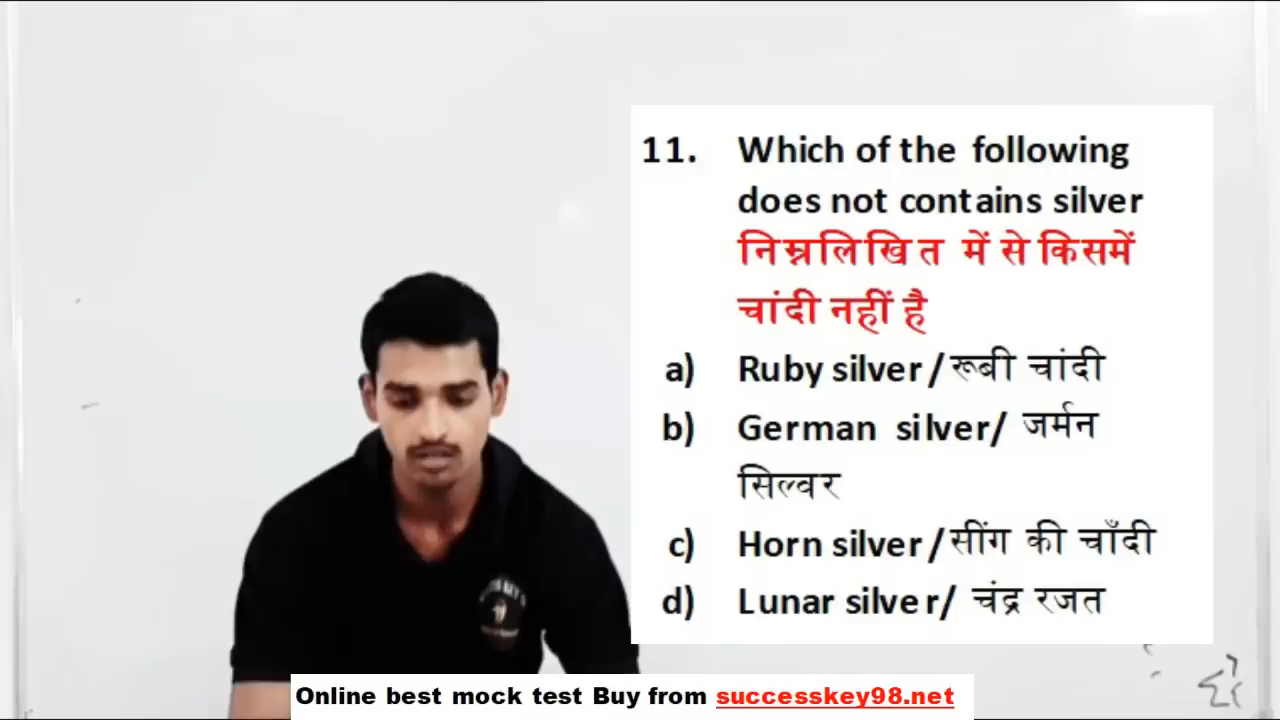 11. Which of the following
does not contains silver
निम्नलिखित में से किसमें
चांदी नहीं है
a) Ruby silver/रूबी चांदी
b) German silver/ जर्मन
सिल्वर
c) Horn silver/सींग की चाँदी
d) Lunar silver/ चंद्र रजत
Online best mock test Buy from successkey98.net